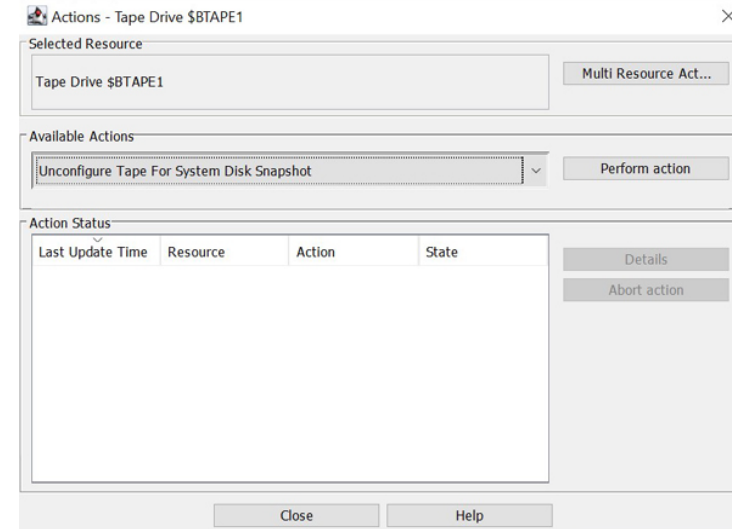 Actions - Tape Drive $BTAPE1
Selected Resource
Tape Drive $BTAPE1
Multi Resource Act...
Available Actions
Unconfigure Tape For System Disk Snapshot
Perform action
Action Status
Last Update Time Resource Action State
Details
Abort action
Close Help